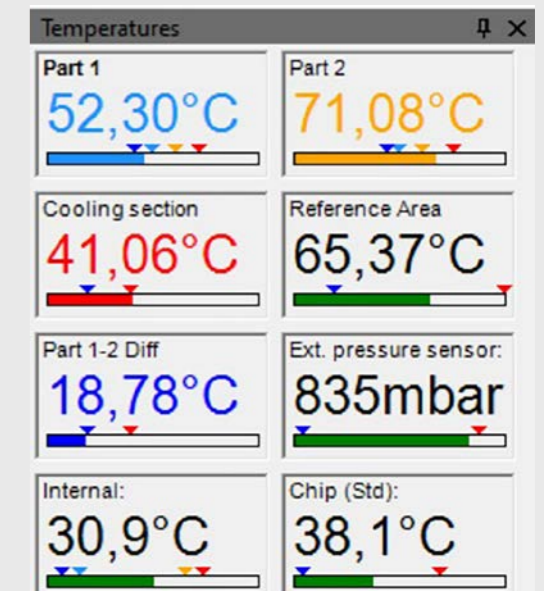 Temperatures
Part 1
52,30°C
Part 2
71,08°C
Cooling section
41,06°C
Reference Area
65,37°C
Part 1-2 Diff
18,78°C
Ext. pressure sensor:
835mbar
Internal:
30,9°C
Chip (Std):
38,1°C